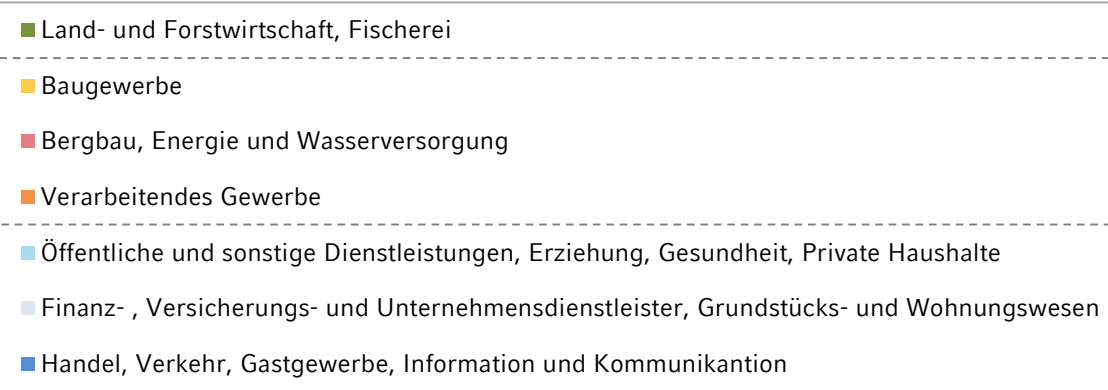 Land- und Forstwirtschaft, Fischerei
Baugewerbe
Bergbau, Energie und Wasserversorgung
Verarbeitendes Gewerbe
Öffentliche und sonstige Dienstleistungen, Erziehung, Gesundheit, Private Haushalte
Finanz- , Versicherungs- und Unternehmensdienstleister, Grundstücks- und Wohnungswesen
Handel, Verkehr, Gastgewerbe, Information und Kommunikantion